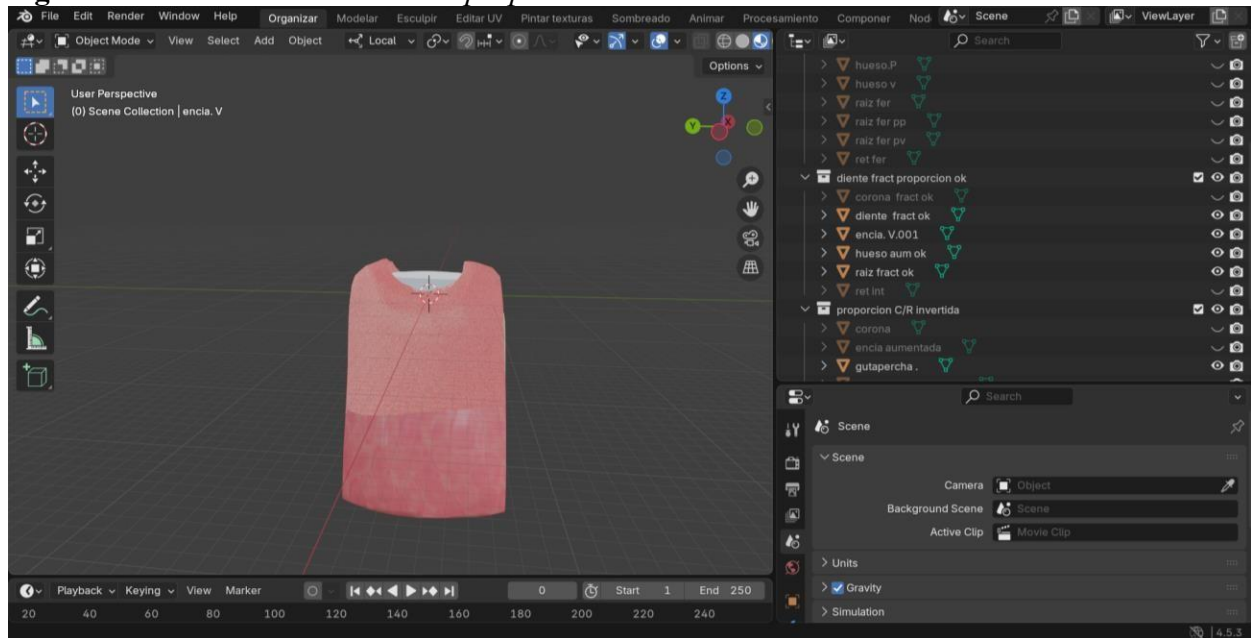 File Edit Render Window Help Organizar Modelar Esculpir Editar UV Pintar texturas Sombreado Animar Procesamiento Componer Nod Scene ViewLayer
Object Mode View Select Add Object Local Search
Options
User Perspective
(0) Scene Collection | encia. V
Z
Y
X
hueso.P
hueso v
raiz fer
raiz fer pp
raiz fer pv
ret fer
diente fract proporcion ok
corona fract ok
diente fract ok
encia. V.001
hueso aum ok
raiz fract ok
ret int
proporcion C/R invertida
corona
encia aumentada
gutapercha .
Search
Scene
Scene
Camera Object
Background Scene Scene
Active Clip Movie Clip
Units
Gravity
Simulation
Playback Keying View Marker 0 Start 1 End 250
20 40 60 80 100 120 140 160 180 200 220 240
4.5.3